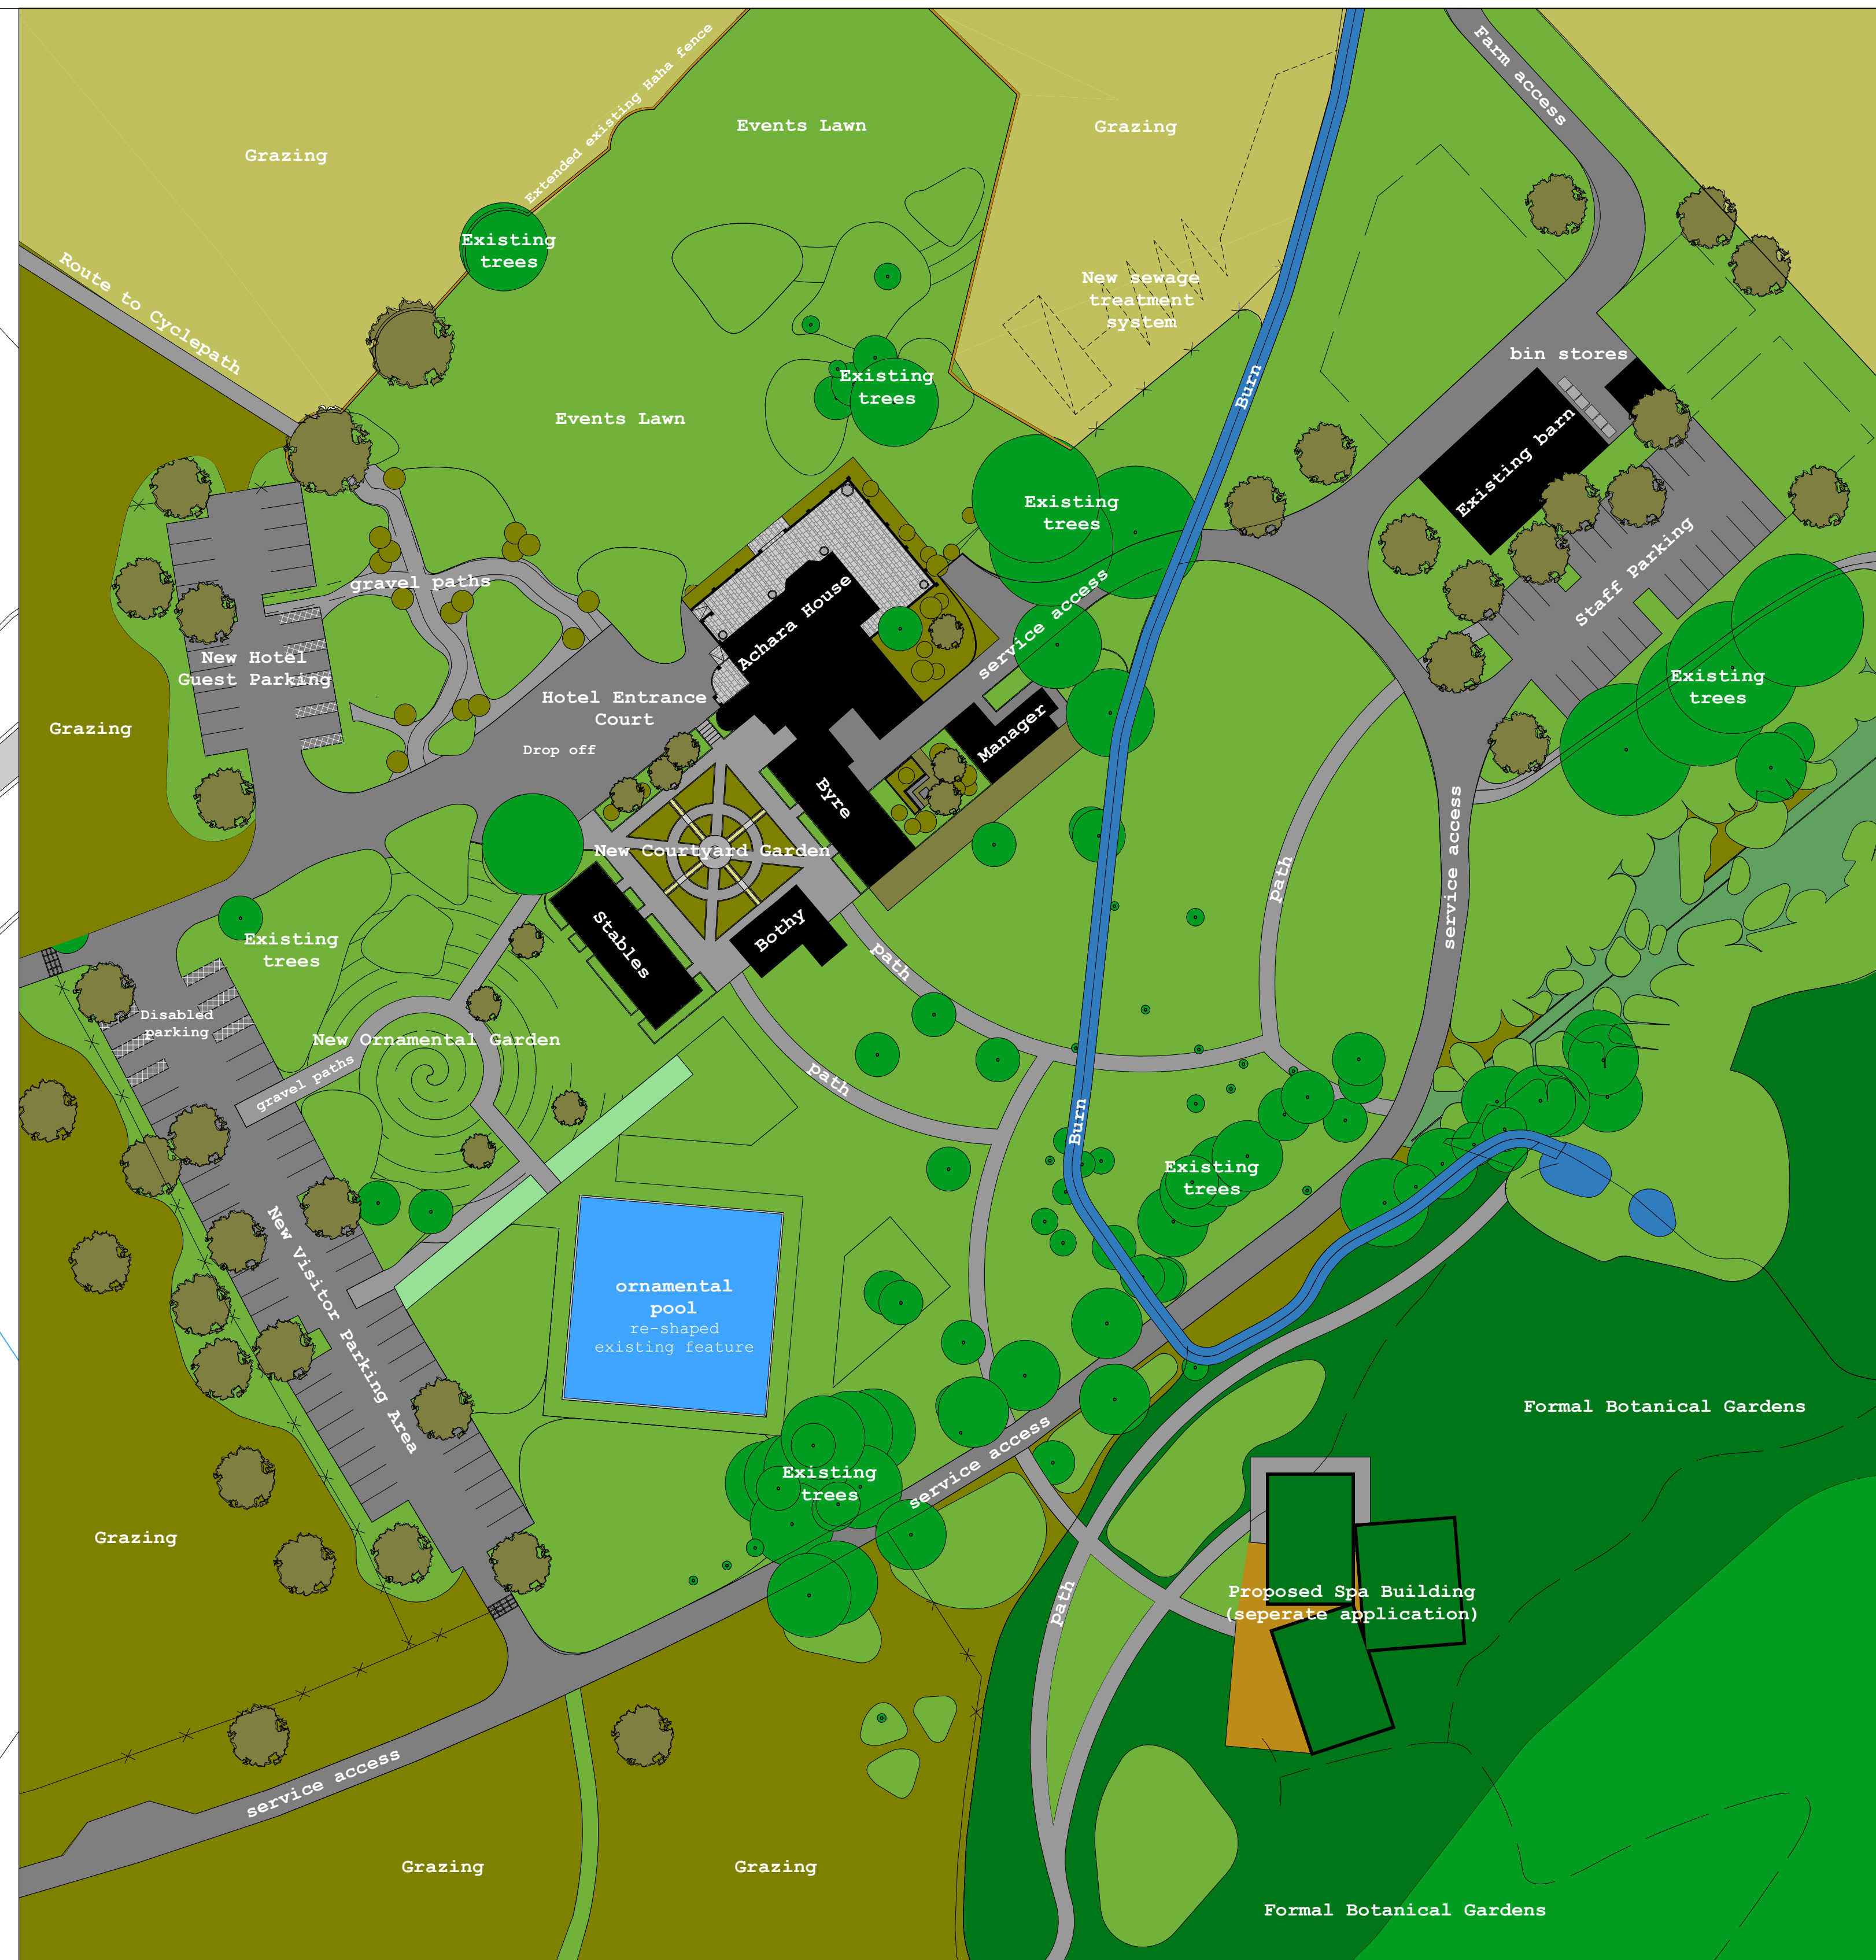 Farm access
Extended existing Haha fence
Events Lawn
Grazing
Grazing
Existing
trees
Route to Cyclepath
New sewage
treatment
system
bin stores
Existing
trees
Burn
Events Lawn
Existing barn
Existing
trees
Staff Parking
gravel paths
Achara House
service access
New Hotel
Guest Parking
Existing
trees
Hotel Entrance
Court
Grazing
Manager
Drop off
Byre
service access
New Courtyard Garden
path
Stables
Bothy
Existing
trees
path
Disabled
parking
New Ornamental Garden
gravel paths
path
Burn
Existing
trees
New Visitor Parking Area
ornamental
pool
re-shaped
existing feature
Formal Botanical Gardens
Existing
trees
service access
Grazing
path
Proposed Spa Building
(seperate application)
service access
Grazing
Grazing
Formal Botanical Gardens